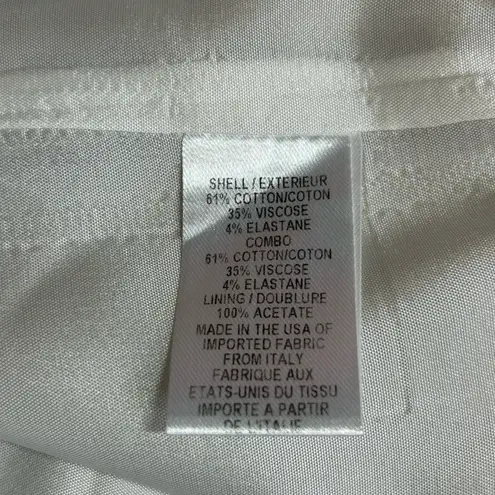 SHELL / EXTERIEUR
61% COTTON/COTON
35% VISCOSE
4% ELASTANE
COMBO
61% COTTON/COTON
35% VISCOSE
4% ELASTANE
LINING / DOUBLURE
100% ACETATE
MADE IN THE USA OF
IMPORTED FABRIC
FROM ITALY
FABRIQUE AUX
ETATS-UNIS DU TISSU
IMPORTE A PARTIR
DE L'ITALIE